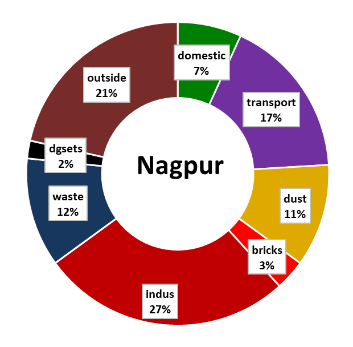 domestic
7%
outside
21%
transport
17%
dgsets
2%
Nagpur
waste
12%
dust
11%
bricks
3%
indus
27%